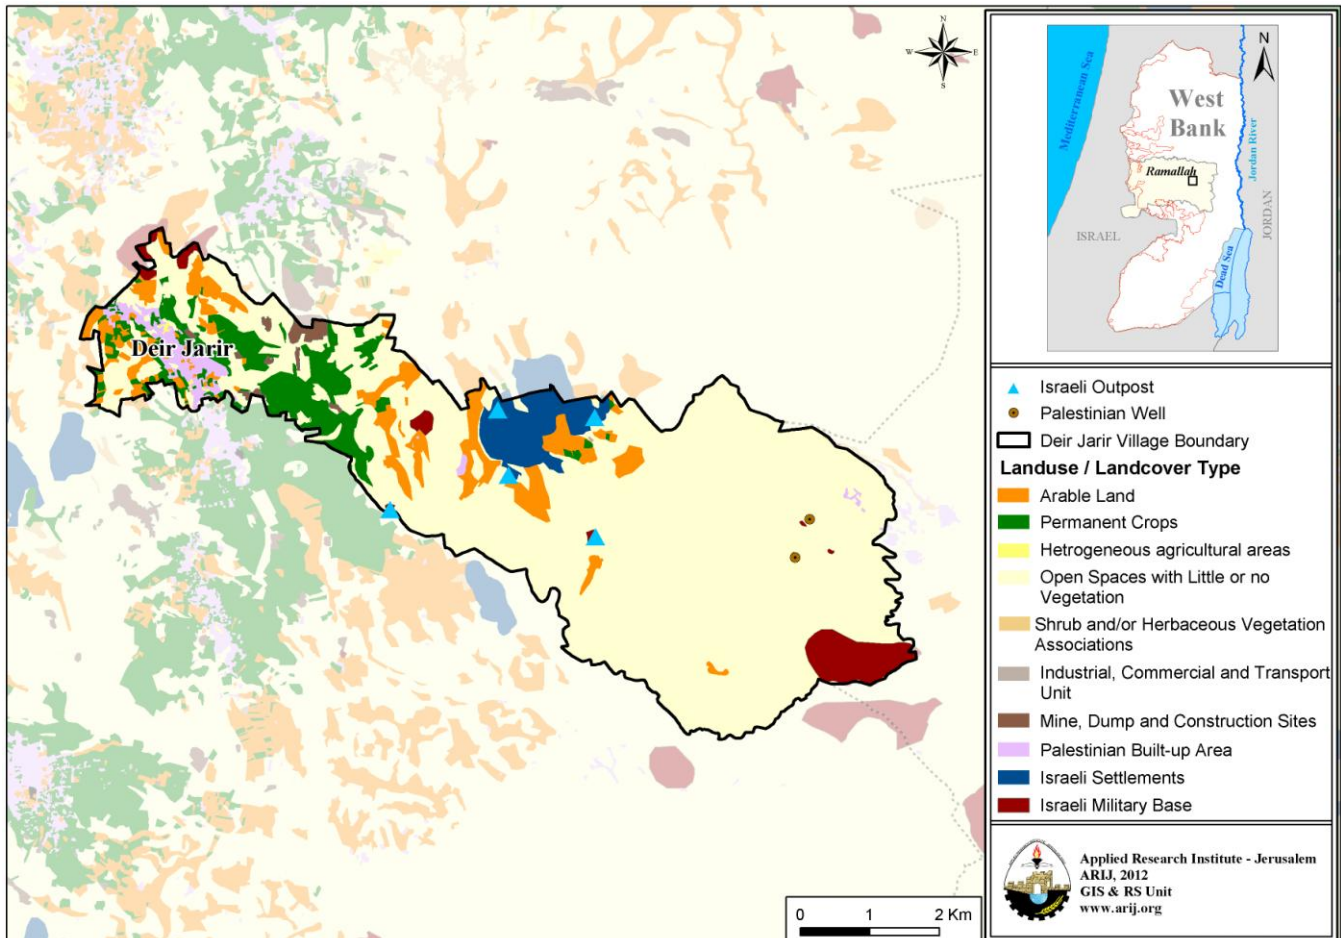 Deir Jarir
N
W
E
S
0 1 2 Km
N
Mediterranean Sea
West
Bank
Jordan River
Ramallah
ISRAEL
JORDAN
Dead Sea
Israeli Outpost
Palestinian Well
Deir Jarir Village Boundary
Landuse / Landcover Type
Arable Land
Permanent Crops
Hetrogeneous agricultural areas
Open Spaces with Little or no
Vegetation
Shrub and/or Herbaceous Vegetation
Associations
Industrial, Commercial and Transport
Unit
Mine, Dump and Construction Sites
Palestinian Built-up Area
Israeli Settlements
Israeli Military Base
Applied Research Institute - Jerusalem
ARIJ, 2012
GIS & RS Unit
www.arij.org